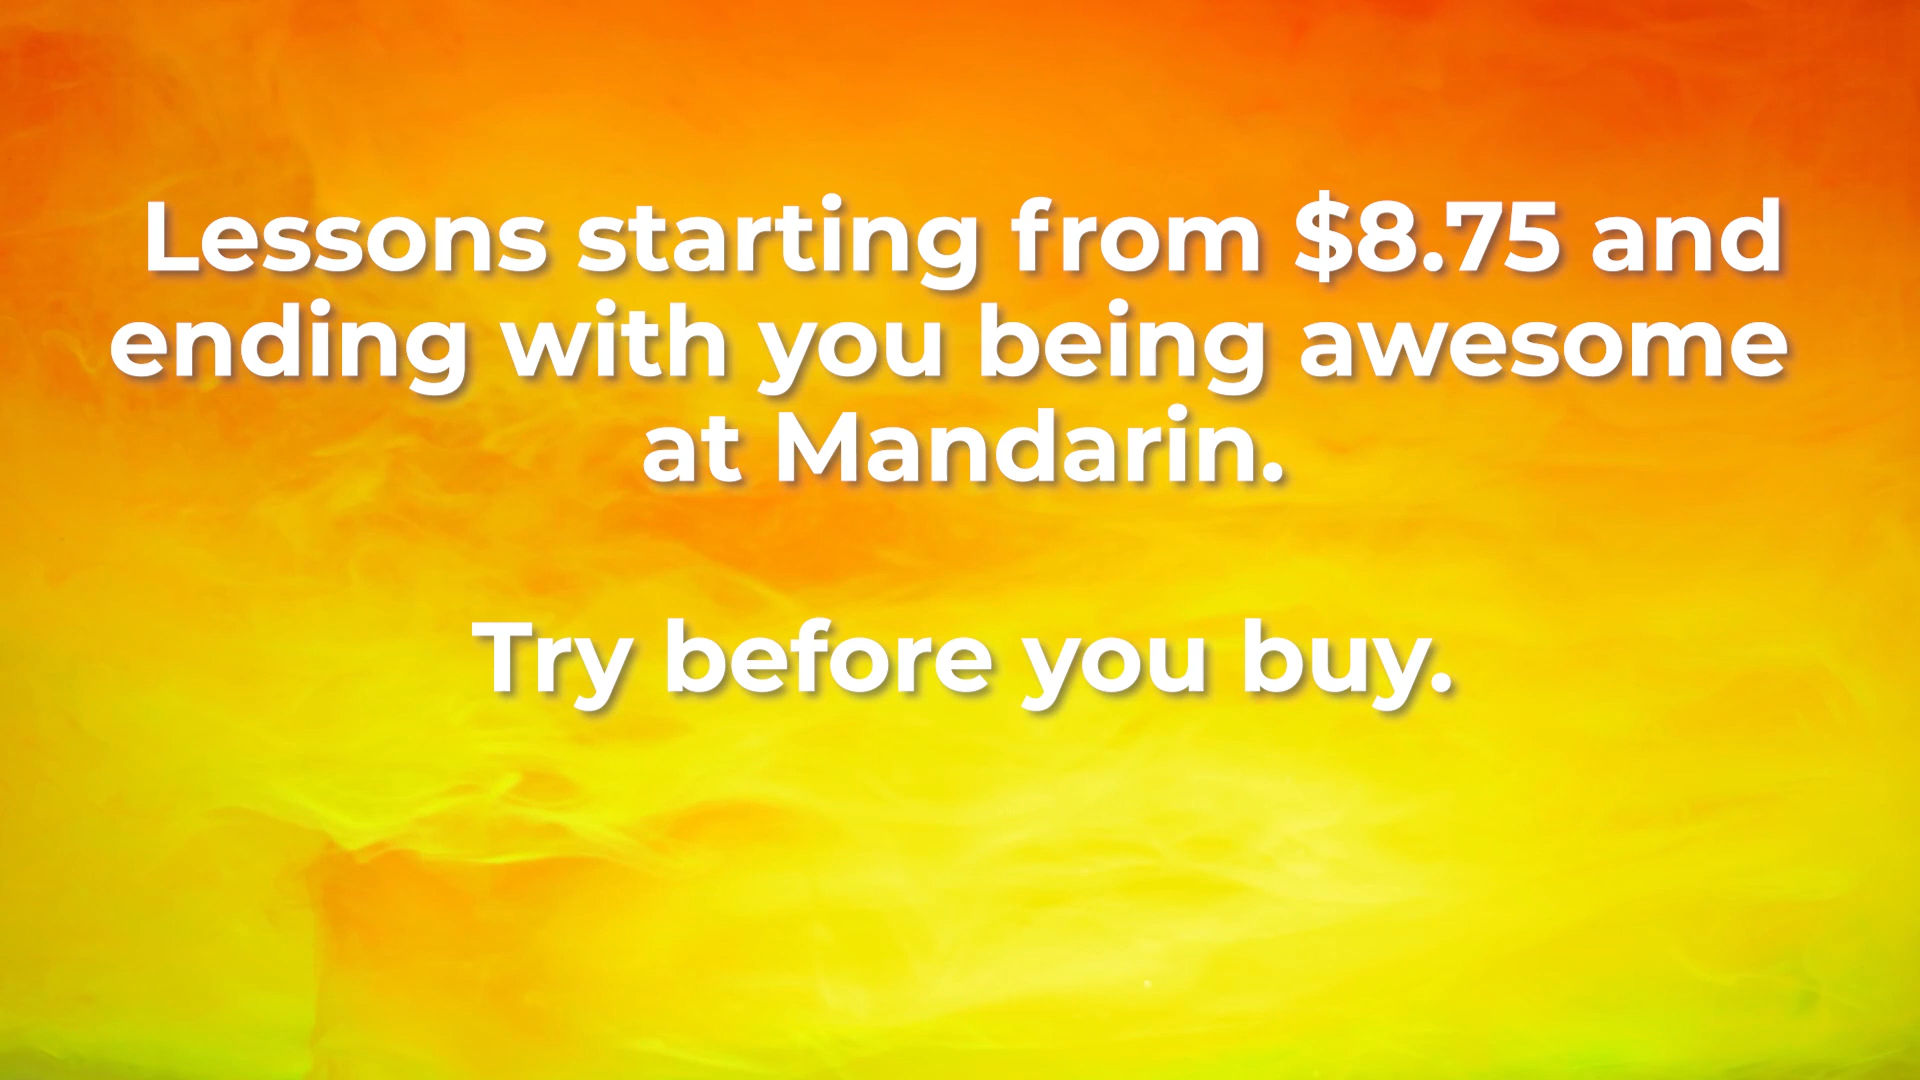 Lessons starting from $8.75 and
ending with you being awesome
at Mandarin.
Try before you buy.